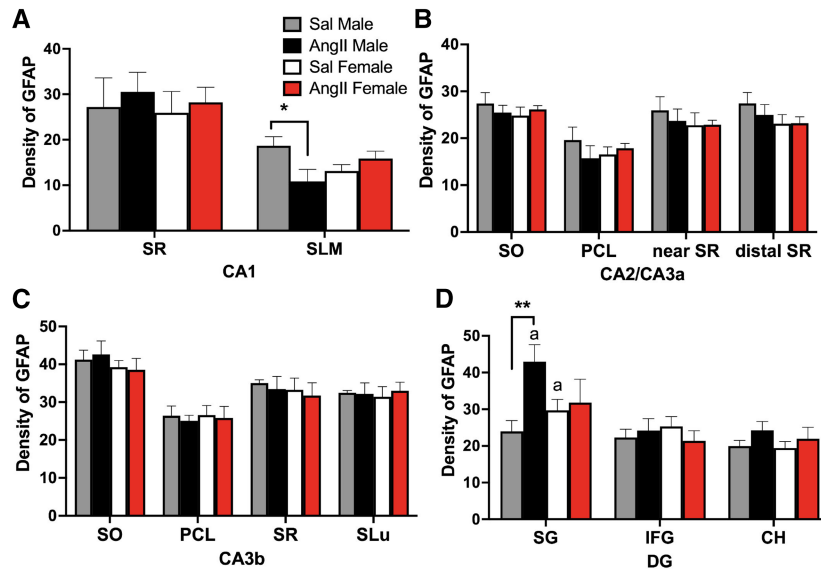 A
Sal Male
AngII Male
Sal Female
AngII Female
Density of GFAP
40
30
20
10
0
*
SR SLM
CA1
B
Density of GFAP
40
30
20
10
0
SO PCL near SR distal SR
CA2/CA3a
C
Density of GFAP
50
40
30
20
10
0
SO PCL SR SLu
CA3b
D
Density of GFAP
50
40
30
20
10
0
**
a
a
SG IFG CH
DG